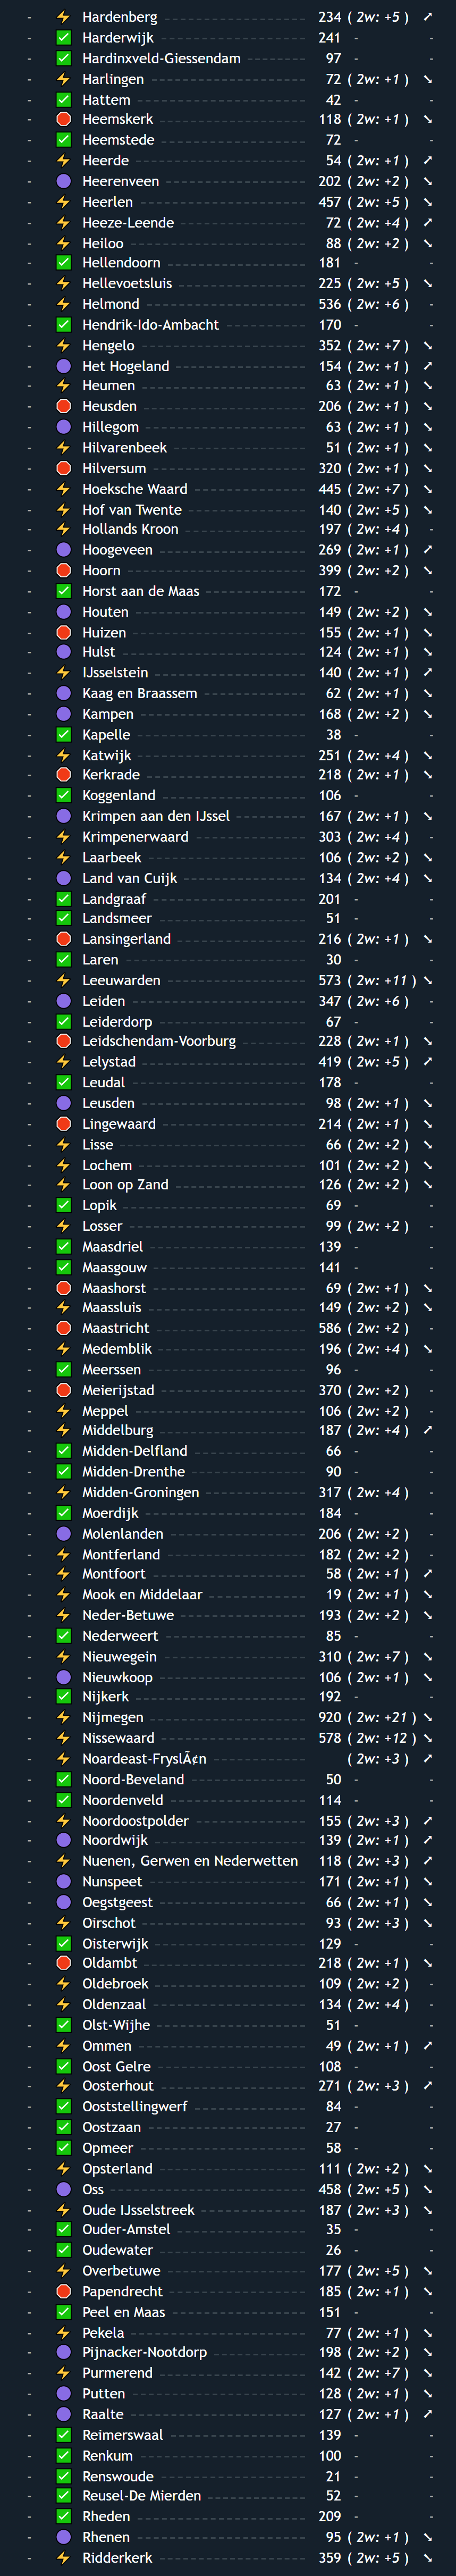 - ⚡ Hardenberg 234 ( 2w: +5 ) ↗
- ✅ Harderwijk 241 - -
- ✅ Hardinxveld-Giessendam 97 - -
- ⚡ Harlingen 72 ( 2w: +1 ) ↘
- ✅ Hattem 42 - -
- 🛑 Heemskerk 118 ( 2w: +1 ) ↘
- ✅ Heemstede 72 - -
- ⚡ Heerde 54 ( 2w: +1 ) ↗
- 🟣 Heerenveen 202 ( 2w: +2 ) ↘
- ⚡ Heerlen 457 ( 2w: +5 ) ↘
- ⚡ Heeze-Leende 72 ( 2w: +4 ) ↗
- ⚡ Heiloo 88 ( 2w: +2 ) ↘
- ✅ Hellendoorn 181 - -
- ⚡ Hellevoetsluis 225 ( 2w: +5 ) ↘
- ⚡ Helmond 536 ( 2w: +6 ) -
- ✅ Hendrik-Ido-Ambacht 170 - -
- ⚡ Hengelo 352 ( 2w: +7 ) ↘
- 🟣 Het Hogeland 154 ( 2w: +1 ) ↗
- ⚡ Heumen 63 ( 2w: +1 ) ↘
- 🛑 Heusden 206 ( 2w: +1 ) ↘
- 🟣 Hillegom 63 ( 2w: +1 ) ↘
- ⚡ Hilvarenbeek 51 ( 2w: +1 ) ↘
- 🛑 Hilversum 320 ( 2w: +1 ) ↘
- ⚡ Hoeksche Waard 445 ( 2w: +7 ) ↘
- ⚡ Hof van Twente 140 ( 2w: +5 ) ↘
- ⚡ Hollands Kroon 197 ( 2w: +4 ) -
- 🟣 Hoogeveen 269 ( 2w: +1 ) ↗
- 🛑 Hoorn 399 ( 2w: +2 ) ↘
- ✅ Horst aan de Maas 172 - -
- 🟣 Houten 149 ( 2w: +2 ) ↘
- 🛑 Huizen 155 ( 2w: +1 ) ↘
- 🟣 Hulst 124 ( 2w: +1 ) ↘
- ⚡ IJsselstein 140 ( 2w: +1 ) ↗
- 🟣 Kaag en Braassem 62 ( 2w: +1 ) ↘
- 🟣 Kampen 168 ( 2w: +2 ) ↘
- ✅ Kapelle 38 - -
- ⚡ Katwijk 251 ( 2w: +4 ) ↘
- 🛑 Kerkrade 218 ( 2w: +1 ) ↘
- ✅ Koggenland 106 - -
- 🟣 Krimpen aan den IJssel 167 ( 2w: +1 ) ↘
- ⚡ Krimpenerwaard 303 ( 2w: +4 ) -
- ⚡ Laarbeek 106 ( 2w: +2 ) ↘
- 🟣 Land van Cuijk 134 ( 2w: +4 ) ↘
- ✅ Landgraaf 201 - -
- ✅ Landsmeer 51 - -
- 🛑 Lansingerland 216 ( 2w: +1 ) ↘
- ✅ Laren 30 - -
- ⚡ Leeuwarden 573 ( 2w: +11 ) ↘
- 🟣 Leiden 347 ( 2w: +6 ) -
- ✅ Leiderdorp 67 - -
- 🛑 Leidschendam-Voorburg 228 ( 2w: +1 ) ↘
- ⚡ Lelystad 419 ( 2w: +5 ) ↗
- ✅ Leudal 178 - -
- 🟣 Leusden 98 ( 2w: +1 ) ↘
- 🛑 Lingewaard 214 ( 2w: +1 ) ↘
- ⚡ Lisse 66 ( 2w: +2 ) ↘
- ⚡ Lochem 101 ( 2w: +2 ) ↘
- ⚡ Loon op Zand 126 ( 2w: +2 ) ↘
- ✅ Lopik 69 - -
- ⚡ Losser 99 ( 2w: +2 ) -
- ✅ Maasdriel 139 - -
- ✅ Maasgouw 141 - -
- 🛑 Maashorst 69 ( 2w: +1 ) ↘
- ⚡ Maassluis 149 ( 2w: +2 ) ↘
- 🛑 Maastricht 586 ( 2w: +2 ) -
- ⚡ Medemblik 196 ( 2w: +4 ) ↘
- ✅ Meerssen 96 - -
- 🛑 Meierijstad 370 ( 2w: +2 ) -
- ⚡ Meppel 106 ( 2w: +2 ) -
- ⚡ Middelburg 187 ( 2w: +4 ) ↗
- ✅ Midden-Delfland 66 - -
- ✅ Midden-Drenthe 90 - -
- ⚡ Midden-Groningen 317 ( 2w: +4 ) -
- ✅ Moerdijk 184 - -
- 🟣 Molenlanden 206 ( 2w: +2 ) -
- ⚡ Montferland 182 ( 2w: +2 ) -
- ⚡ Montfoort 58 ( 2w: +1 ) ↗
- ⚡ Mook en Middelaar 19 ( 2w: +1 ) ↘
- ⚡ Neder-Betuwe 193 ( 2w: +2 ) ↘
- ✅ Nederweert 85 - -
- ⚡ Nieuwegein 310 ( 2w: +7 ) ↘
- 🟣 Nieuwkoop 106 ( 2w: +1 ) ↘
- ✅ Nijkerk 192 - -
- ⚡ Nijmegen 920 ( 2w: +21 ) ↘
- ⚡ Nissewaard 578 ( 2w: +12 ) ↘
- ⚡ Noardeast-FryslÃ¢n ( 2w: +3 ) ↗
- ✅ Noord-Beveland 50 - -
- ✅ Noordenveld 114 - -
- ⚡ Noordoostpolder 155 ( 2w: +3 ) ↗
- 🟣 Noordwijk 139 ( 2w: +1 ) ↗
- ⚡ Nuenen, Gerwen en Nederwetten 118 ( 2w: +3 ) ↗
- 🟣 Nunspeet 171 ( 2w: +1 ) ↘
- 🟣 Oegstgeest 66 ( 2w: +1 ) ↘
- ⚡ Oirschot 93 ( 2w: +3 ) ↘
- ✅ Oisterwijk 129 - -
- 🛑 Oldambt 218 ( 2w: +1 ) ↘
- ⚡ Oldebroek 109 ( 2w: +2 ) -
- ⚡ Oldenzaal 134 ( 2w: +4 ) -
- ✅ Olst-Wijhe 51 - -
- ⚡ Ommen 49 ( 2w: +1 ) ↗
- ✅ Oost Gelre 108 - -
- ⚡ Oosterhout 271 ( 2w: +3 ) ↗
- ✅ Ooststellingwerf 84 - -
- ✅ Oostzaan 27 - -
- ✅ Opmeer 58 - -
- ⚡ Opsterland 111 ( 2w: +2 ) ↘
- 🟣 Oss 458 ( 2w: +5 ) ↘
- ⚡ Oude IJsselstreek 187 ( 2w: +3 ) ↘
- ✅ Ouder-Amstel 35 - -
- ✅ Oudewater 26 - -
- ⚡ Overbetuwe 177 ( 2w: +5 ) ↘
- 🛑 Papendrecht 185 ( 2w: +1 ) ↘
- ✅ Peel en Maas 151 - -
- ⚡ Pekela 77 ( 2w: +1 ) ↘
- 🟣 Pijnacker-Nootdorp 198 ( 2w: +2 ) ↘
- ⚡ Purmerend 142 ( 2w: +7 ) ↘
- 🟣 Putten 128 ( 2w: +1 ) ↘
- 🟣 Raalte 127 ( 2w: +1 ) ↗
- ✅ Reimerswaal 139 - -
- ✅ Renkum 100 - -
- ✅ Renswoude 21 - -
- ✅ Reusel-De Mierden 52 - -
- ✅ Rheden 209 - -
- 🟣 Rhenen 95 ( 2w: +1 ) ↘
- ⚡ Ridderkerk 359 ( 2w: +5 ) ↘